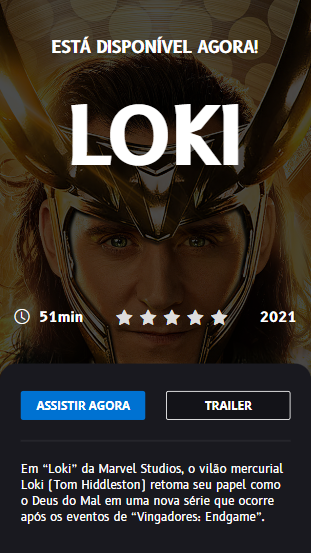 ESTÁ DISPONÍVEL AGORA!
LOKI
51min 2021
ASSISTIR AGORA TRAILER
Em “Loki” da Marvel Studios, o vilão mercurial
Loki (Tom Hiddleston) retoma seu papel como
o Deus do Mal em uma nova série que ocorre
após os eventos de “Vingadores: Endgame”.